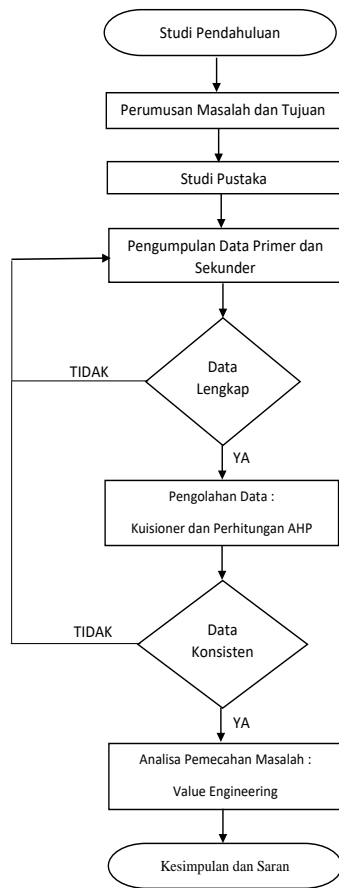 Studi Pendahuluan
Perumusan Masalah dan Tujuan
Studi Pustaka
Pengumpulan Data Primer dan
Sekunder
Data
Lengkap
TIDAK
YA
Pengolahan Data :
Kuisioner dan Perhitungan AHP
Data
Konsisten
TIDAK
YA
Analisa Pemecahan Masalah :
Value Engineering
Kesimpulan dan Saran